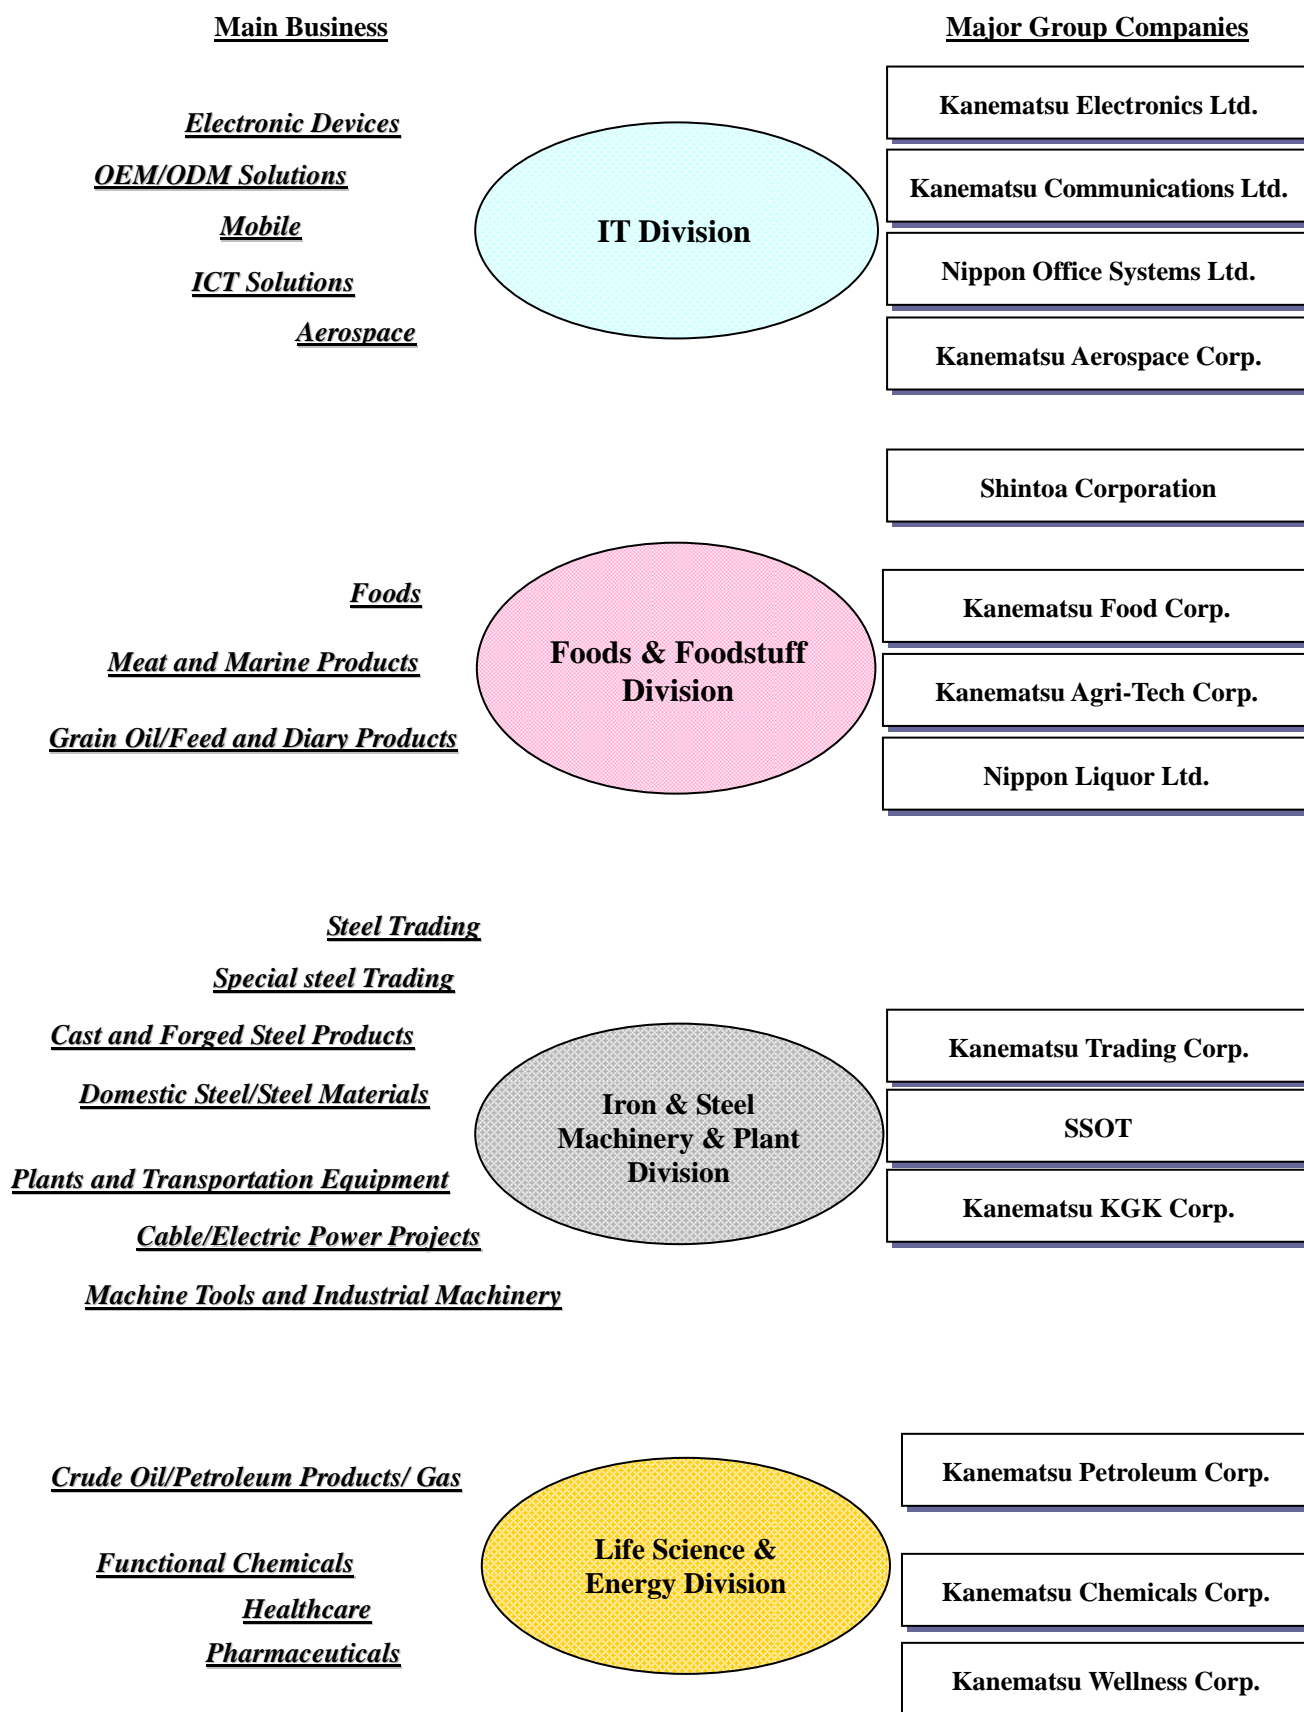 Main Business
Major Group Companies
Electronic Devices
OEM/ODM Solutions
Mobile
ICT Solutions
Aerospace
IT Division
Kanematsu Electronics Ltd.
Kanematsu Communications Ltd.
Nippon Office Systems Ltd.
Kanematsu Aerospace Corp.
Shintoa Corporation
Foods
Meat and Marine Products
Grain Oil/Feed and Diary Products
Foods & Foodstuff
Division
Kanematsu Food Corp.
Kanematsu Agri-Tech Corp.
Nippon Liquor Ltd.
Steel Trading
Special steel Trading
Cast and Forged Steel Products
Domestic Steel/Steel Materials
Plants and Transportation Equipment
Cable/Electric Power Projects
Machine Tools and Industrial Machinery
Iron & Steel
Machinery & Plant
Division
Kanematsu Trading Corp.
SSOT
Kanematsu KGK Corp.
Crude Oil/Petroleum Products/ Gas
Functional Chemicals
Healthcare
Pharmaceuticals
Life Science &
Energy Division
Kanematsu Petroleum Corp.
Kanematsu Chemicals Corp.
Kanematsu Wellness Corp.